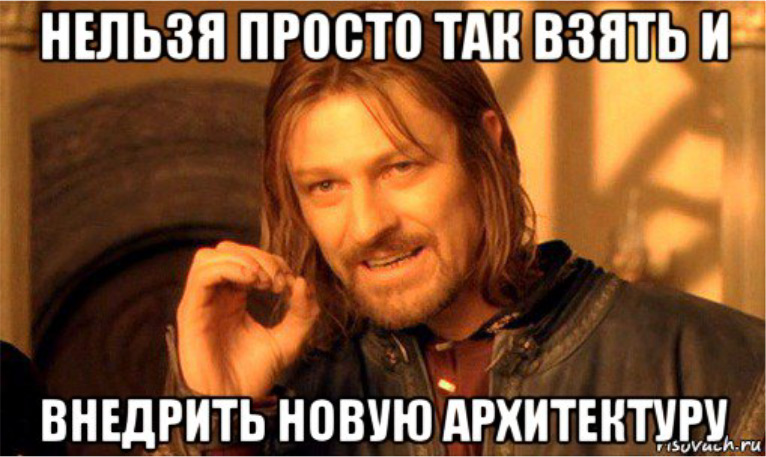 НЕЛЬЗЯ ПРОСТО ТАК ВЗЯТЬ И
ВНЕДРИТЬ НОВУЮ АРХИТЕКТУРУ
risovach.ru